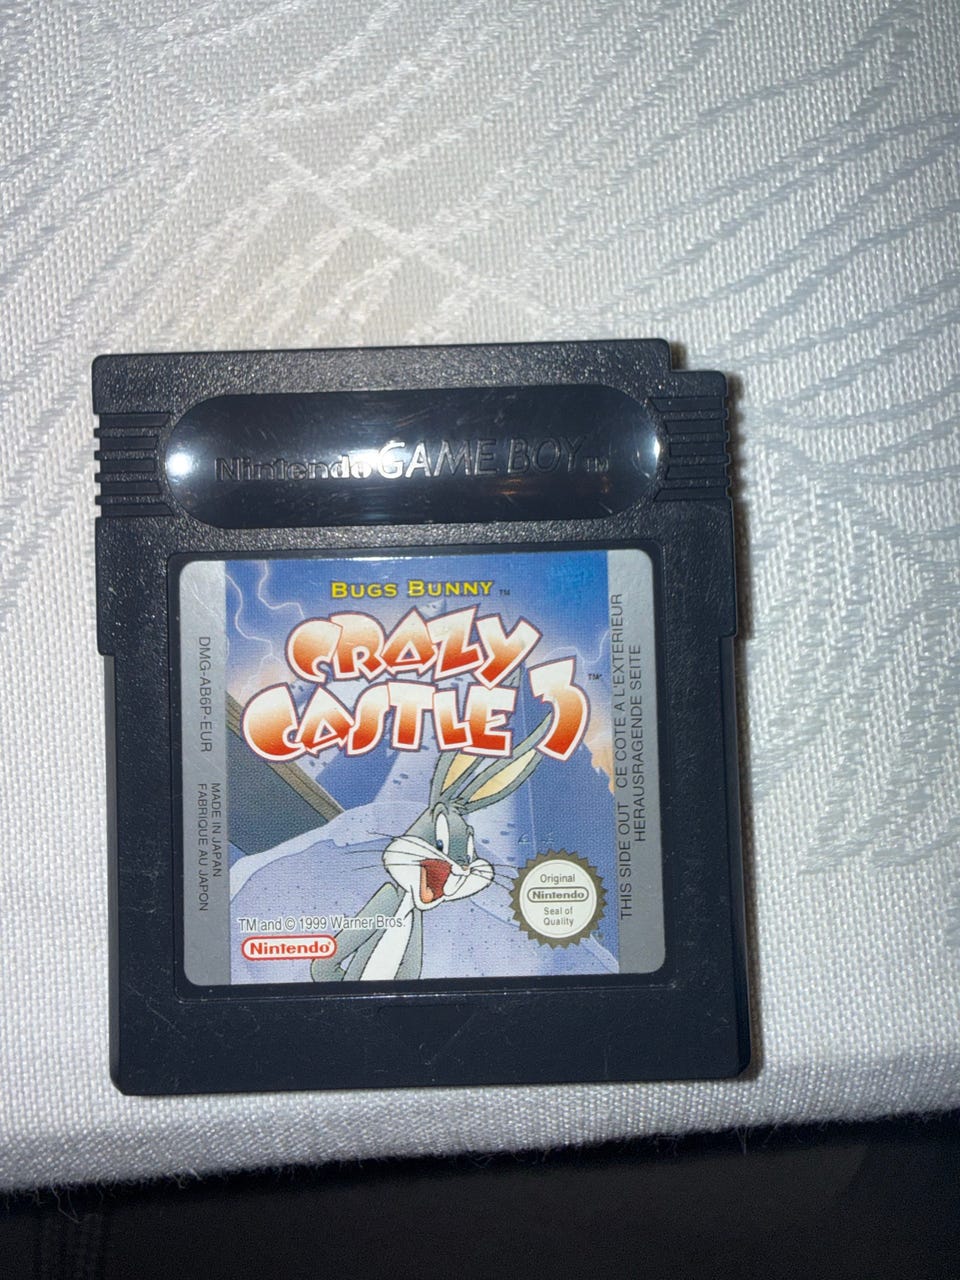 Nintendo GAME BOY TM
BUGS BUNNY TM
CRAZY
CASTLE 3 TM
DMG-AB6P-EUR
MADE IN JAPAN
FABRIQUE AU JAPON
TM and © 1999 Warner Bros.
Nintendo®
Original
Nintendo
Seal of
Quality
THIS SIDE OUT CE COTE A L'EXTERIEUR
HERAUSRAGENDE SEITE